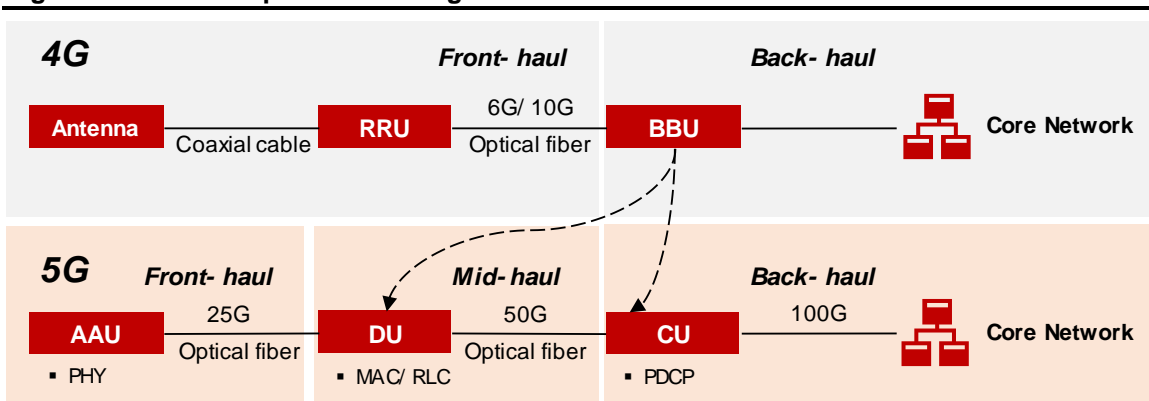 4G
Front- haul
Back- haul
Antenna
Coaxial cable
RRU
6G/ 10G
Optical fiber
BBU
Core Network
5G
Front- haul
Mid- haul
Back- haul
AAU
25G
Optical fiber
DU
50G
Optical fiber
CU
100G
Core Network
▪ PHY
▪ MAC/ RLC
▪ PDCP